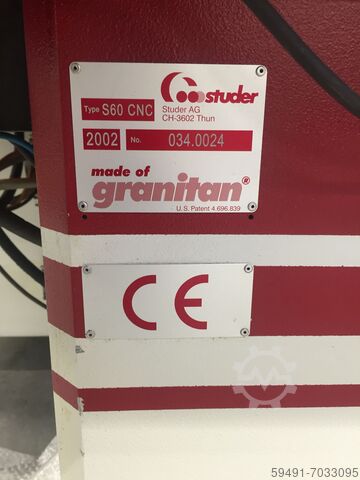 studer
Type S60 CNC
Studer AG
CH-3602 Thun
2002 No. 034.0024
made of
granitan®
U.S. Patent 4.696.839
CE
59491-7033095